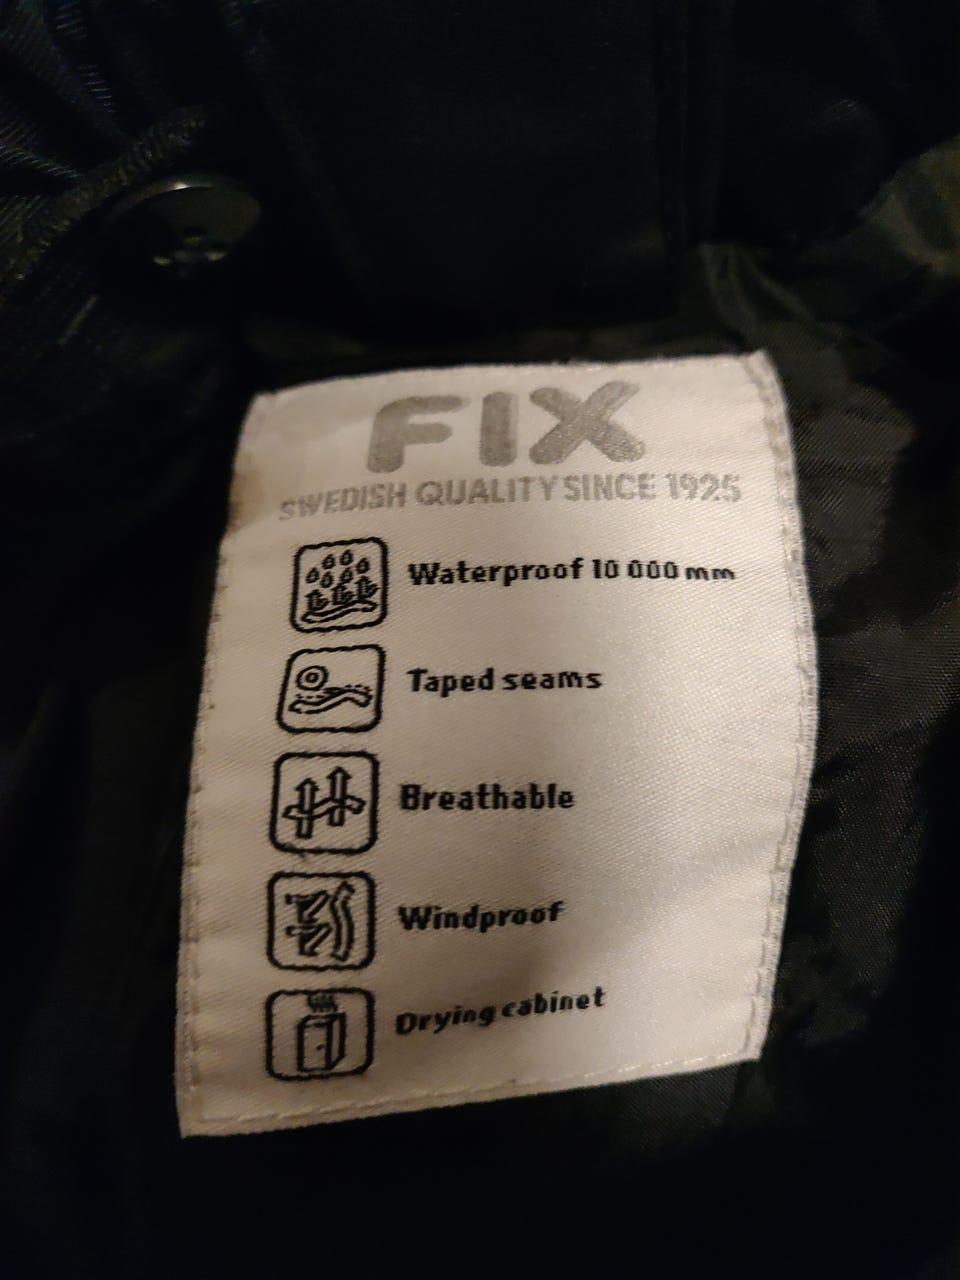 FIX
SWEDISH QUALITY SINCE 1925
Waterproof 10 000 mm
Taped seams
Breathable
Windproof
Drying cabinet